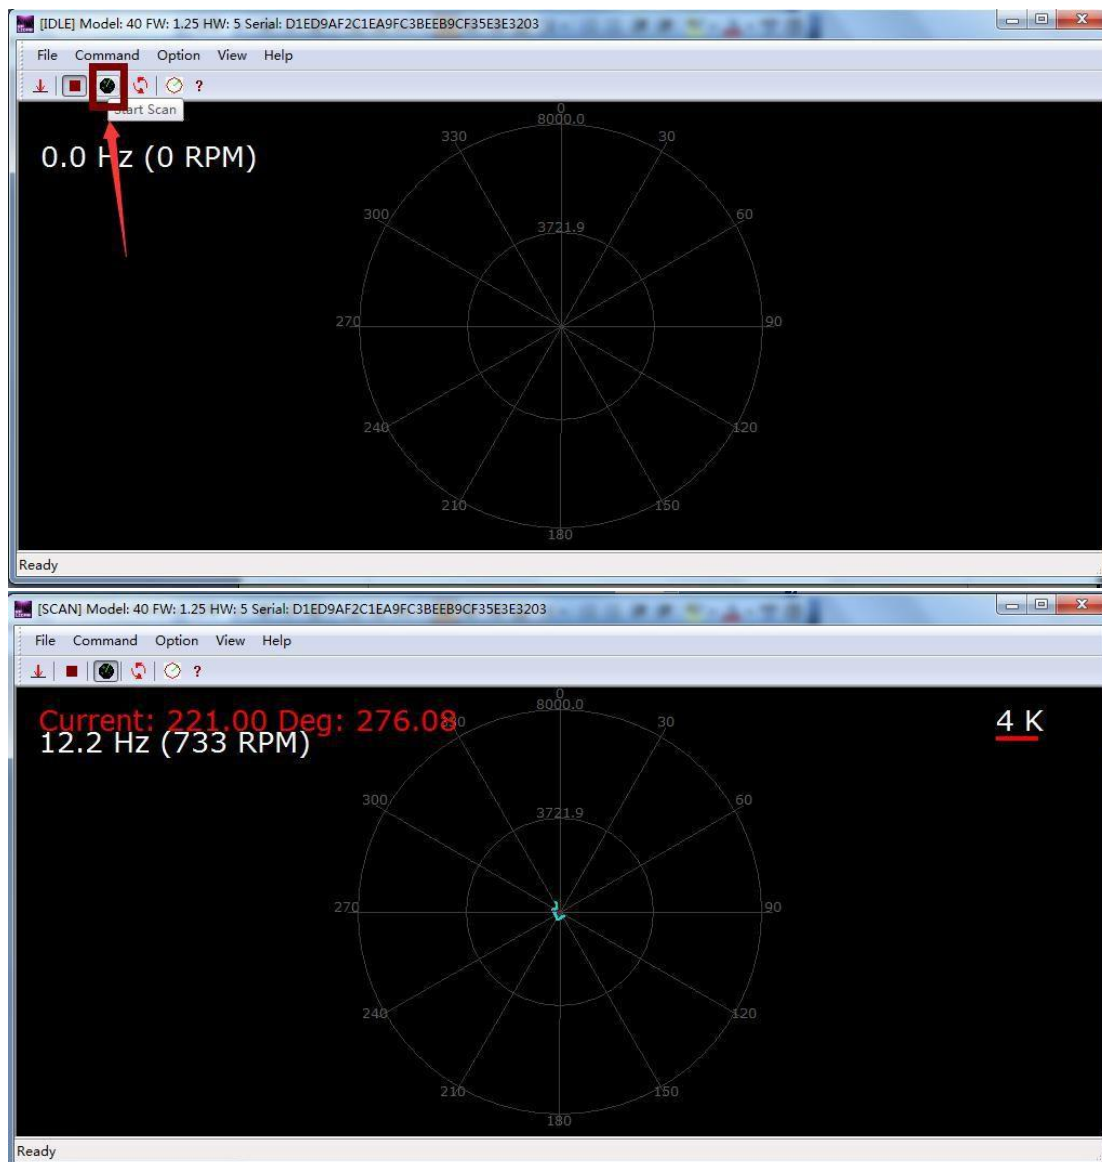 [IDLE] Model: 40 FW: 1.25 HW: 5 Serial: D1ED9AF2C1EA9FC3BEEB9CF35E3E3203
File Command Option View Help
?
Start Scan
0.0 Hz (0 RPM)
0
8000.0
330
30
300
60
3721.9
270
90
240
120
210
150
180
Ready
[SCAN] Model: 40 FW: 1.25 HW: 5 Serial: D1ED9AF2C1EA9FC3BEEB9CF35E3E3203
File Command Option View Help
?
Current: 221.00 Deg: 276.08
12.2 Hz (733 RPM)
4 K
0
8000.0
30
300
60
3721.9
270
90
240
120
210
150
180
Ready